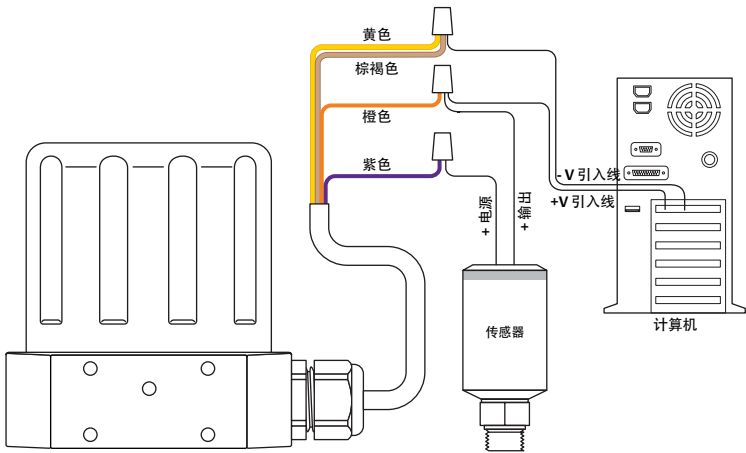 黄色
棕褐色
橙色
紫色
- V 引入线
+V 引入线
+ 电源
+ 输出
传感器
计算机